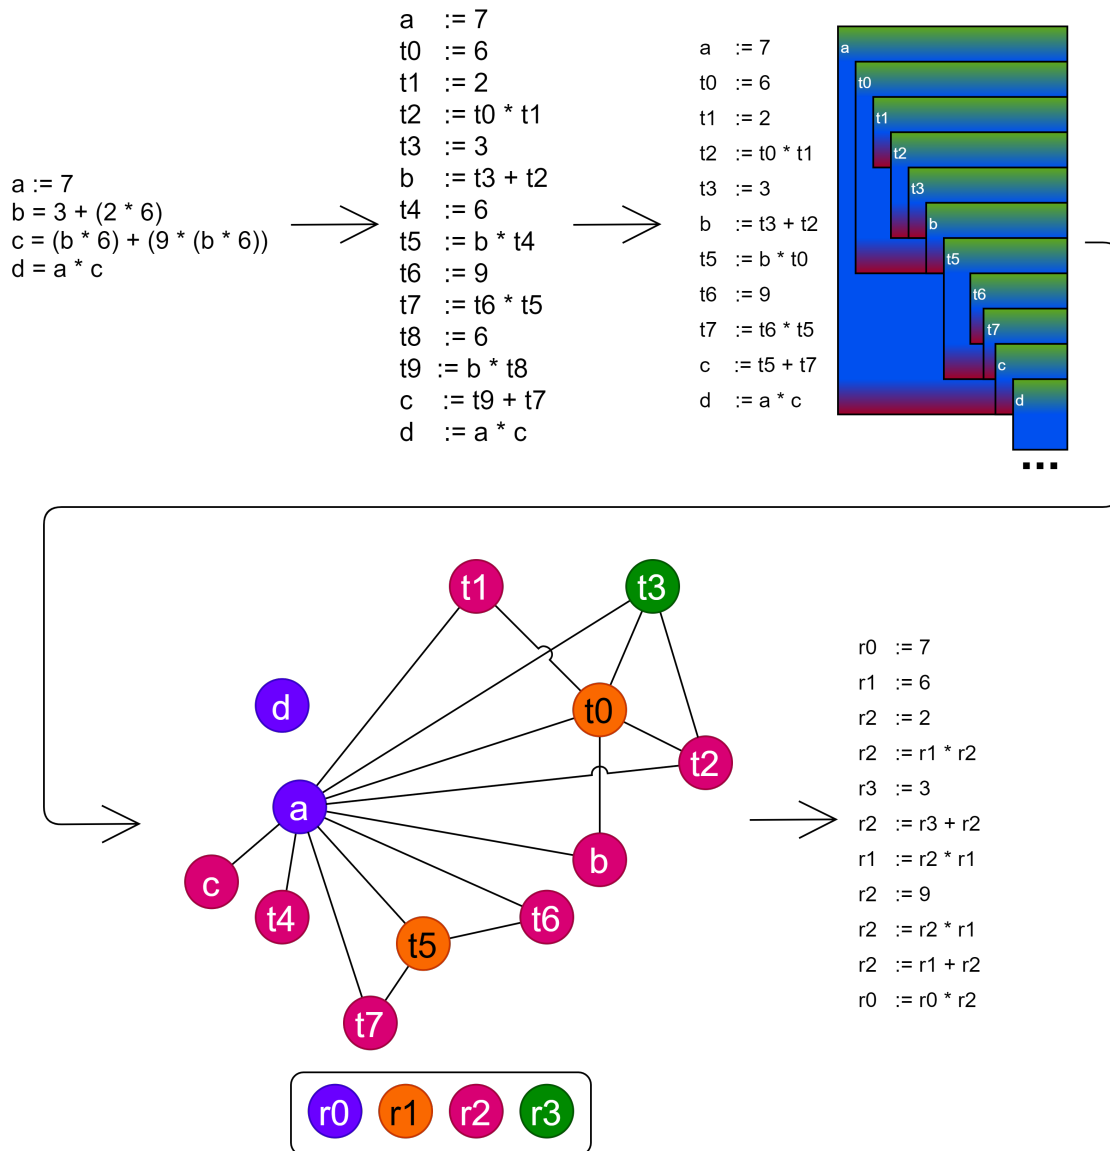 a := 7
b = 3 + (2 * 6)
c = (b * 6) + (9 * (b * 6))
d = a * c
a := 7
t0 := 6
t1 := 2
t2 := t0 * t1
t3 := 3
b := t3 + t2
t4 := 6
t5 := b * t4
t6 := 9
t7 := t6 * t5
t8 := 6
t9 := b * t8
c := t9 + t7
d := a * c
a := 7
t0 := 6
t1 := 2
t2 := t0 * t1
t3 := 3
b := t3 + t2
t5 := b * t0
t6 := 9
t7 := t6 * t5
c := t5 + t7
d := a * c
a
t0
t1
t2
t3
b
t5
t6
t7
c
d
...
t1
t3
d
t0
t2
a
b
c
t4
t6
t5
t7
r0 r1 r2 r3
r0 := 7
r1 := 6
r2 := 2
r2 := r1 * r2
r3 := 3
r2 := r3 + r2
r1 := r2 * r1
r2 := 9
r2 := r2 * r1
r2 := r1 + r2
r0 := r0 * r2